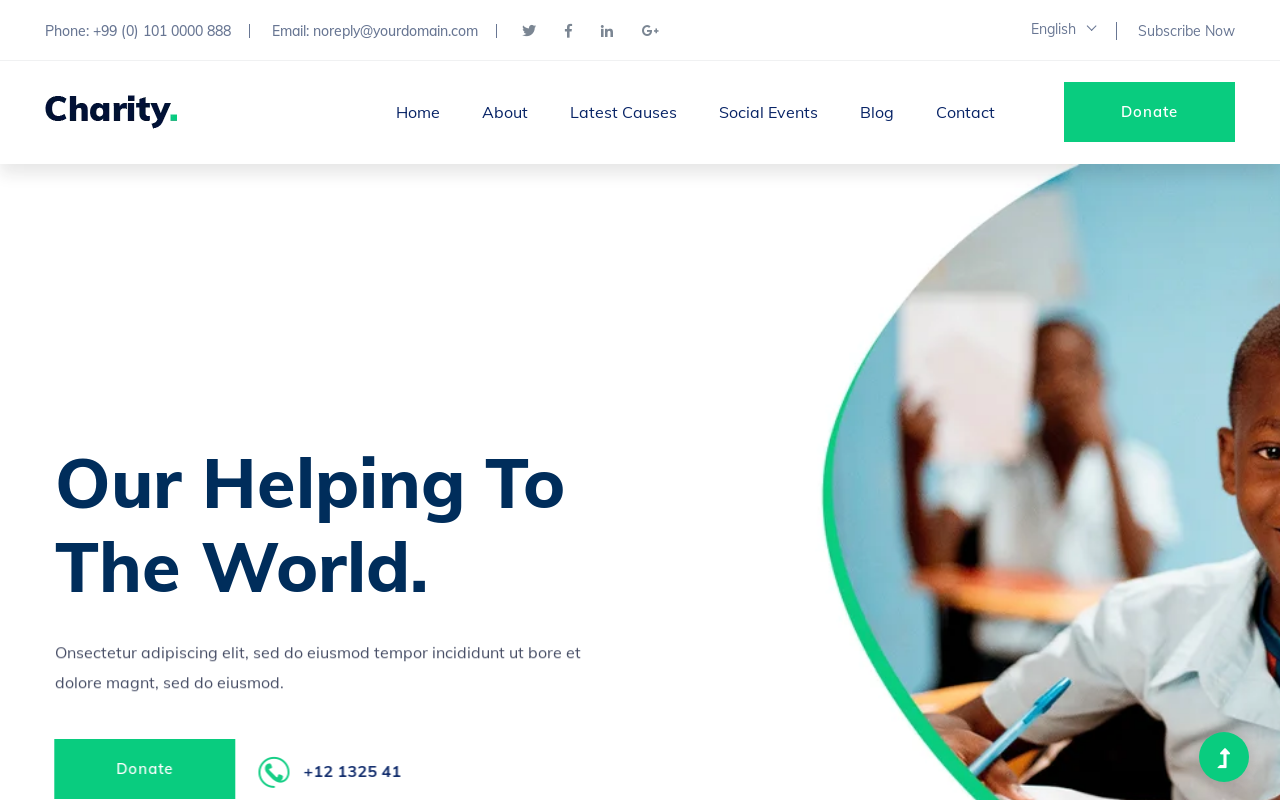 Phone: +99 (0) 101 0000 888
Email: noreply@yourdomain.com
English
Subscribe Now
Charity.
Home
About
Latest Causes
Social Events
Blog
Contact
Donate
Our Helping To
The World.
Onsectetur adipiscing elit, sed do eiusmod tempor incididunt ut bore et
dolore magnt, sed do eiusmod.
Donate
+12 1325 41